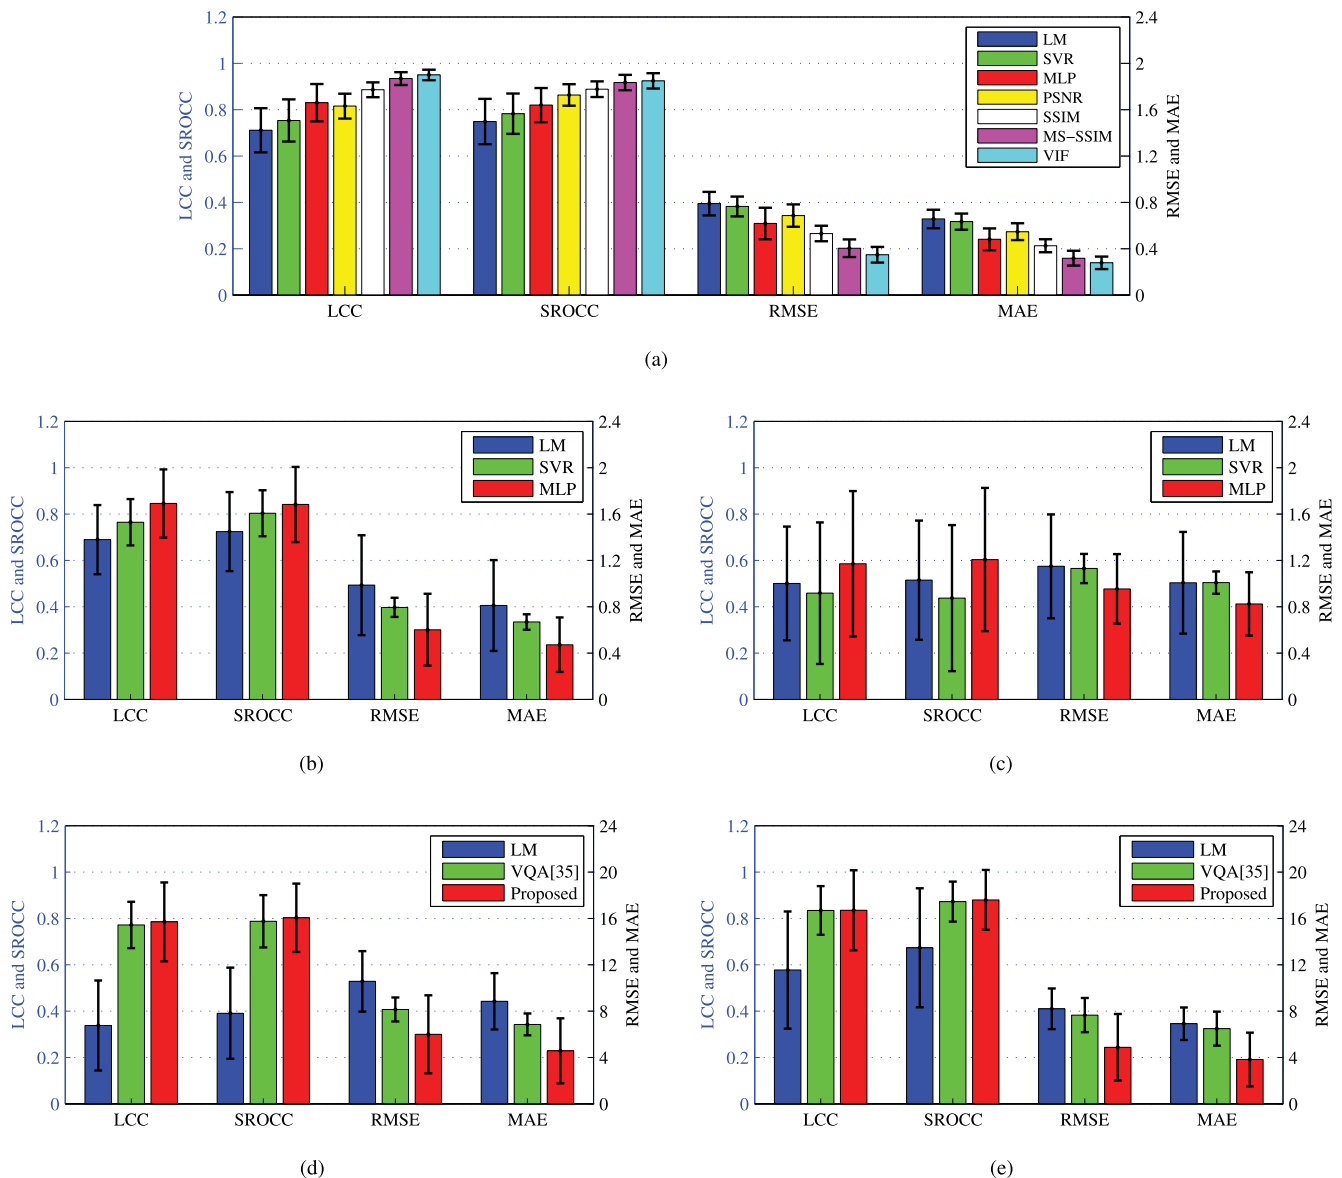 1.2
1
0.8
0.6
0.4
0.2
0
LCC and SROCC
2.4
2
1.6
1.2
0.8
0.4
0
RMSE and MAE
LM
SVR
MLP
PSNR
SSIM
MS-SSIM
VIF
LCC SROCC RMSE MAE
(a)
1.2
1
0.8
0.6
0.4
0.2
0
LCC and SROCC
2.4
2
1.6
1.2
0.8
0.4
0
RMSE and MAE
LM
SVR
MLP
LCC SROCC RMSE MAE
(b)
1.2
1
0.8
0.6
0.4
0.2
0
LCC and SROCC
2.4
2
1.6
1.2
0.8
0.4
0
RMSE and MAE
LM
SVR
MLP
LCC SROCC RMSE MAE
(c)
1.2
1
0.8
0.6
0.4
0.2
0
LCC and SROCC
24
20
16
12
8
4
0
RMSE and MAE
LM
VQA[35]
Proposed
LCC SROCC RMSE MAE
(d)
1.2
1
0.8
0.6
0.4
0.2
0
LCC and SROCC
24
20
16
12
8
4
0
RMSE and MAE
LM
VQA[35]
Proposed
LCC SROCC RMSE MAE
(e)